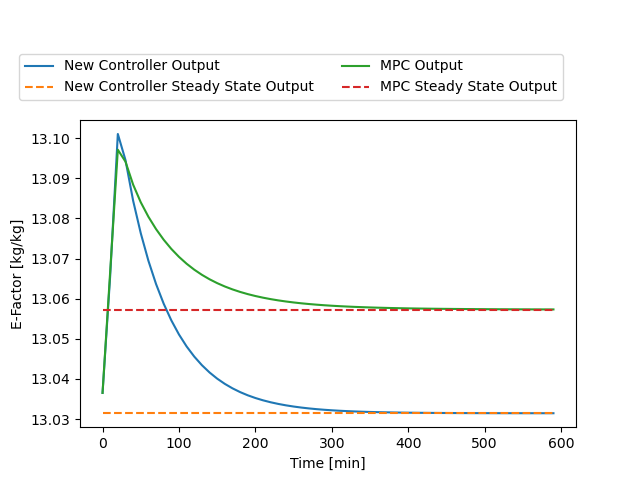 New Controller Output
New Controller Steady State Output
MPC Output
MPC Steady State Output
13.10
13.09
13.08
13.07
13.06
13.05
13.04
13.03
E-Factor [kg/kg]
0 100 200 300 400 500 600
Time [min]